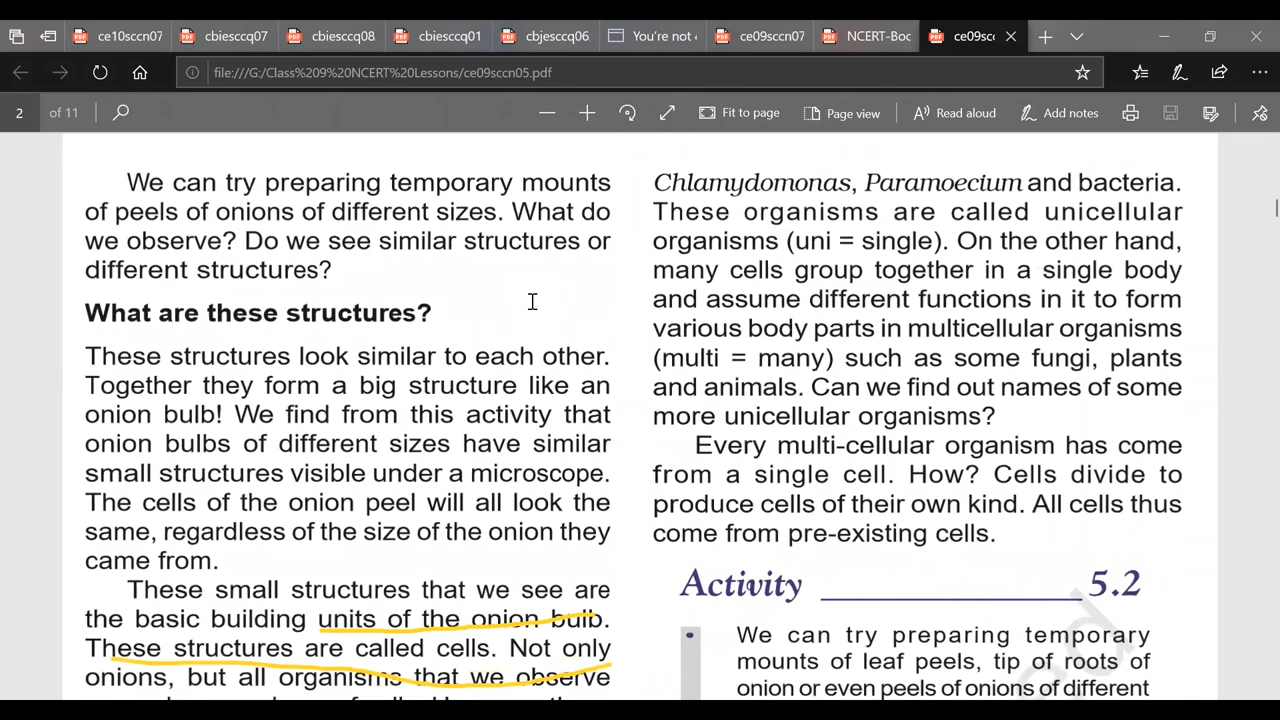 ce10sccn07
cbiesccq07
cbiesccq08
cbiesccq01
cbjesccq06
You're not
ce09sccn07
NCERT-Boc
ce09scc
file:///G:/Class%209%20NCERT%20Lessons/ce09sccn05.pdf
2 of 11
Fit to page
Page view
Read aloud
Add notes
We can try preparing temporary mounts
of peels of onions of different sizes. What do
we observe? Do we see similar structures or
different structures?
What are these structures?
These structures look similar to each other.
Together they form a big structure like an
onion bulb! We find from this activity that
onion bulbs of different sizes have similar
small structures visible under a microscope.
The cells of the onion peel will all look the
same, regardless of the size of the onion they
came from.
These small structures that we see are
the basic building units of the onion bulb.
These structures are called cells. Not only
onions, but all organisms that we observe
Chlamydomonas, Paramoecium and bacteria.
These organisms are called unicellular
organisms (uni = single). On the other hand,
many cells group together in a single body
and assume different functions in it to form
various body parts in multicellular organisms
(multi = many) such as some fungi, plants
and animals. Can we find out names of some
more unicellular organisms?
Every multi-cellular organism has come
from a single cell. How? Cells divide to
produce cells of their own kind. All cells thus
come from pre-existing cells.
Activity 5.2
• We can try preparing temporary
mounts of leaf peels, tip of roots of
onion or even peels of onions of different